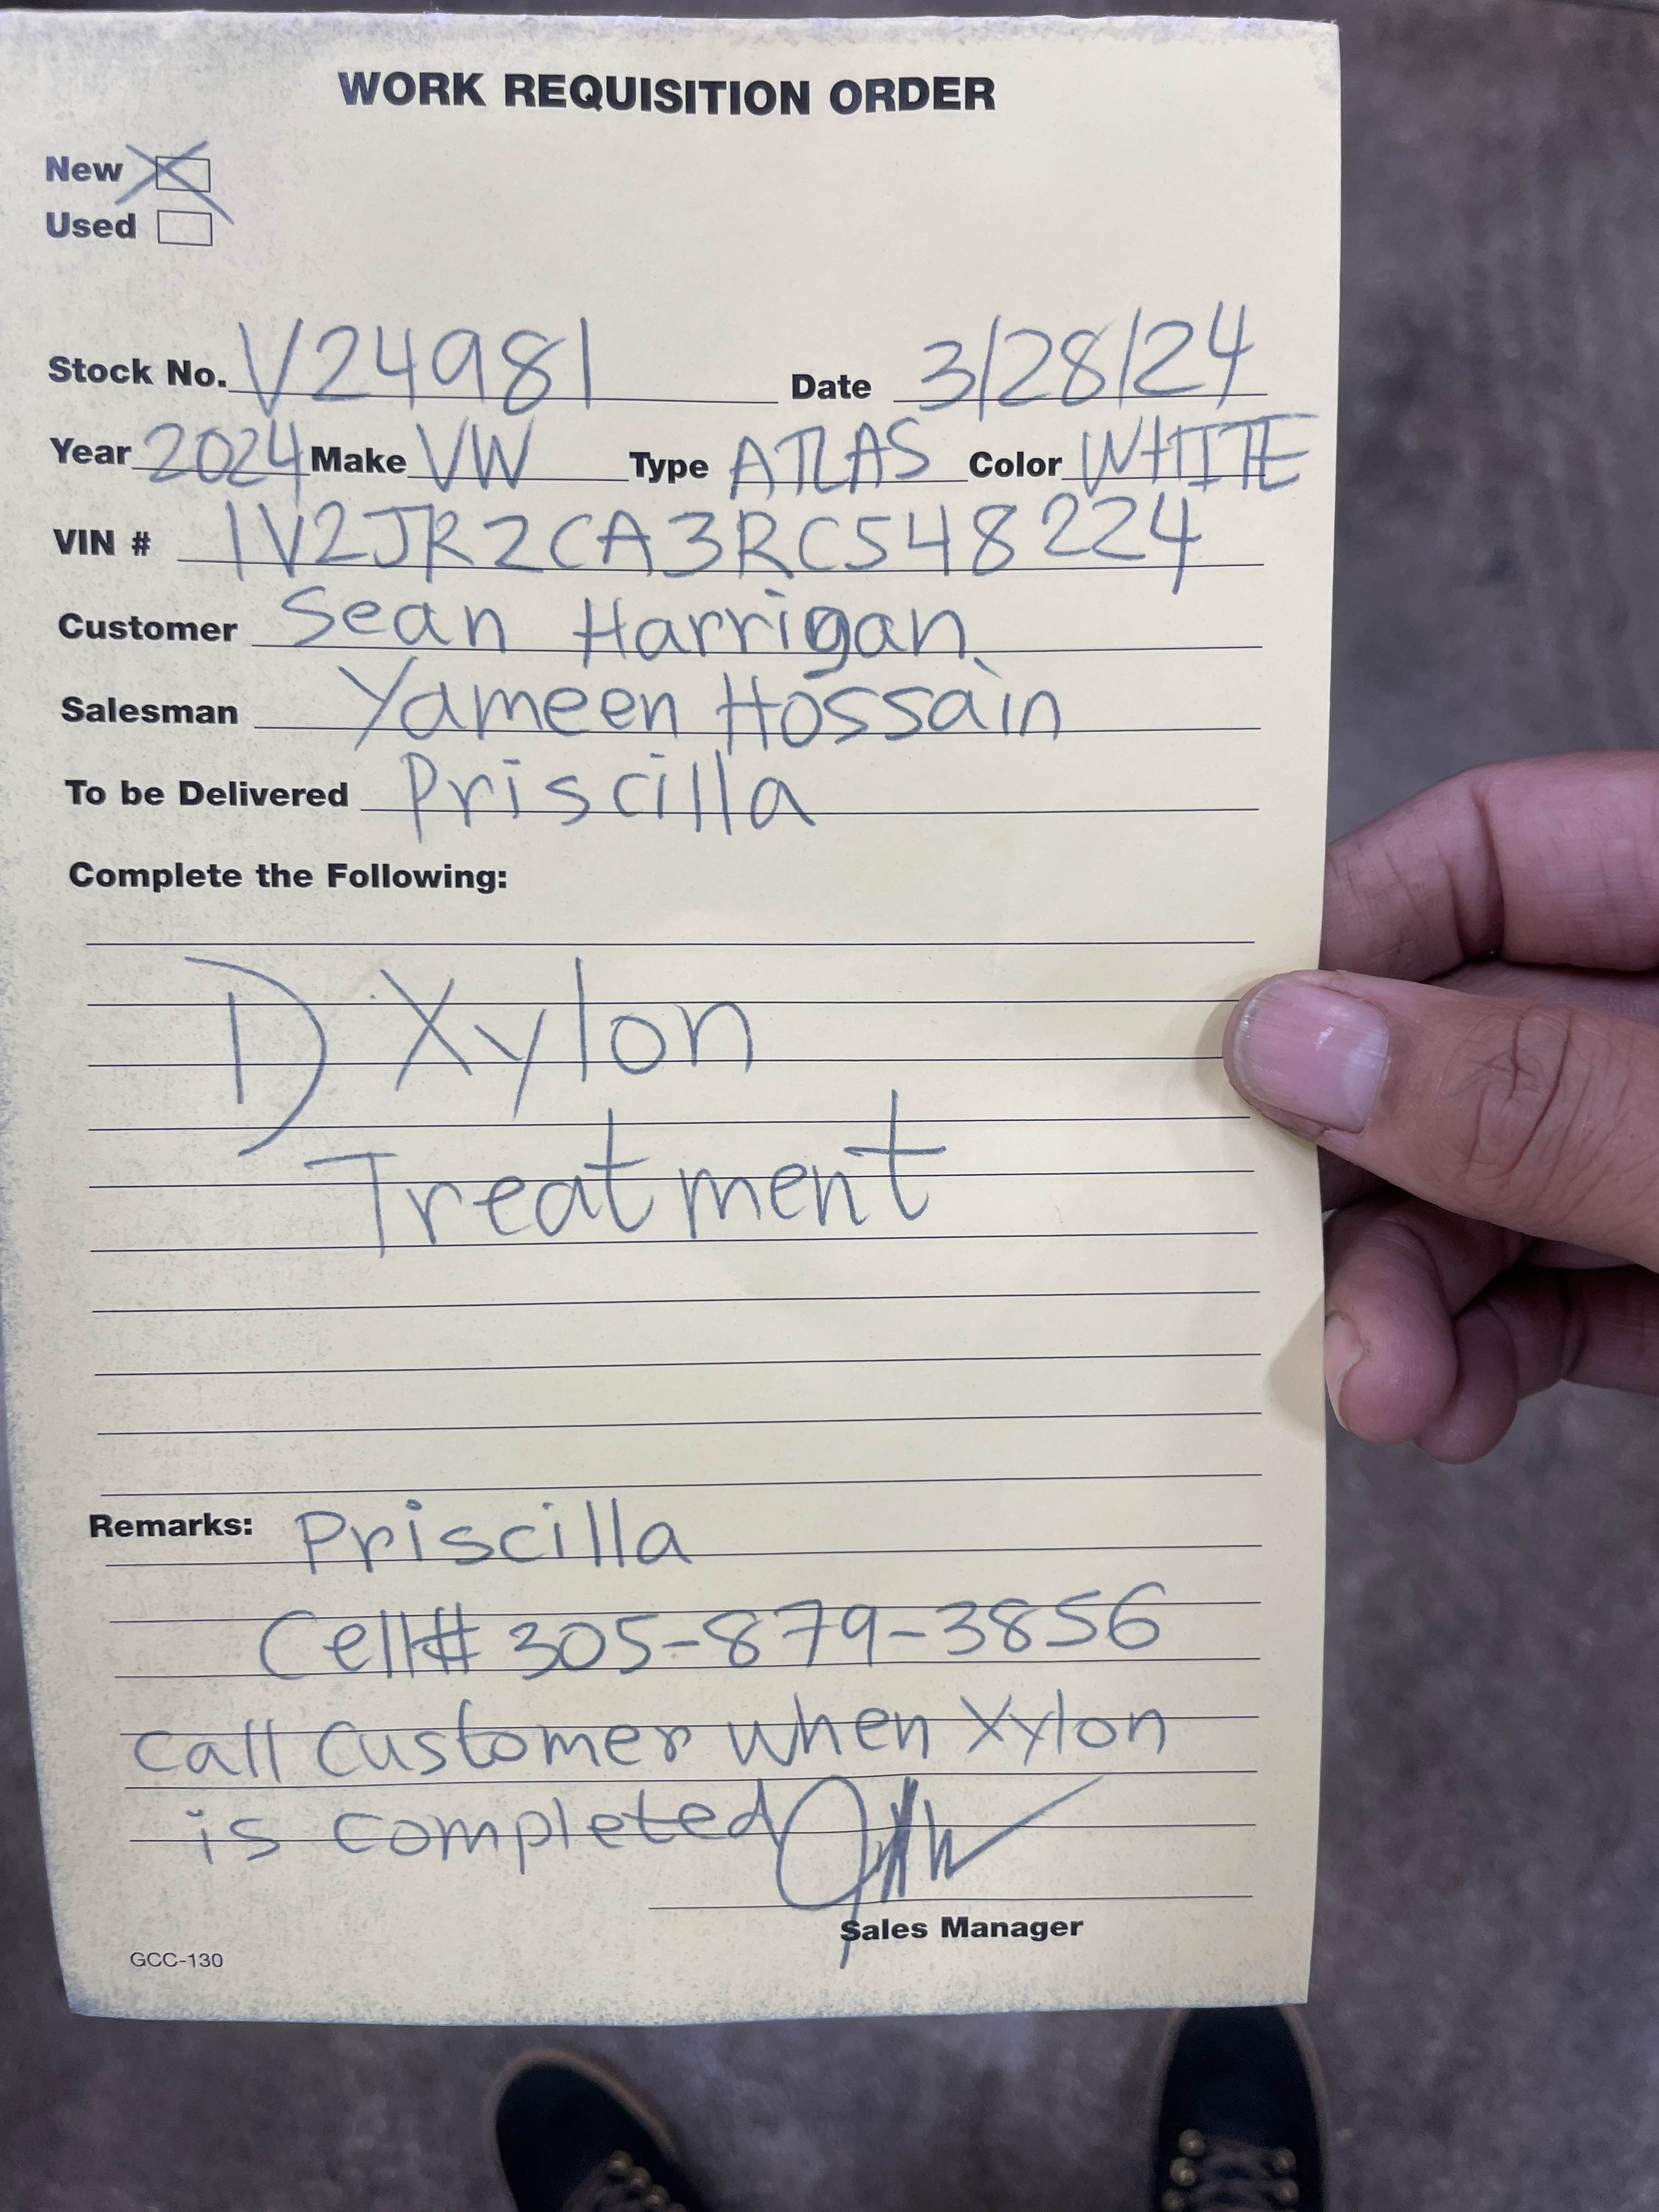 WORK REQUISITION ORDER
New
Used
Stock No. V24981 Date 3/28/24
Year 2024 Make VW Type ATLAS Color WHITE
VIN # 1V2JR2CA3RC548224
Customer Sean Harrigan
Salesman Yameen Hossain
To be Delivered Priscilla
Complete the Following:
1) Xylon
Treatment
Remarks: Priscilla
Cell# 305-879-3856
Call Customer when Xylon
is completed
Sales Manager
GCC-130